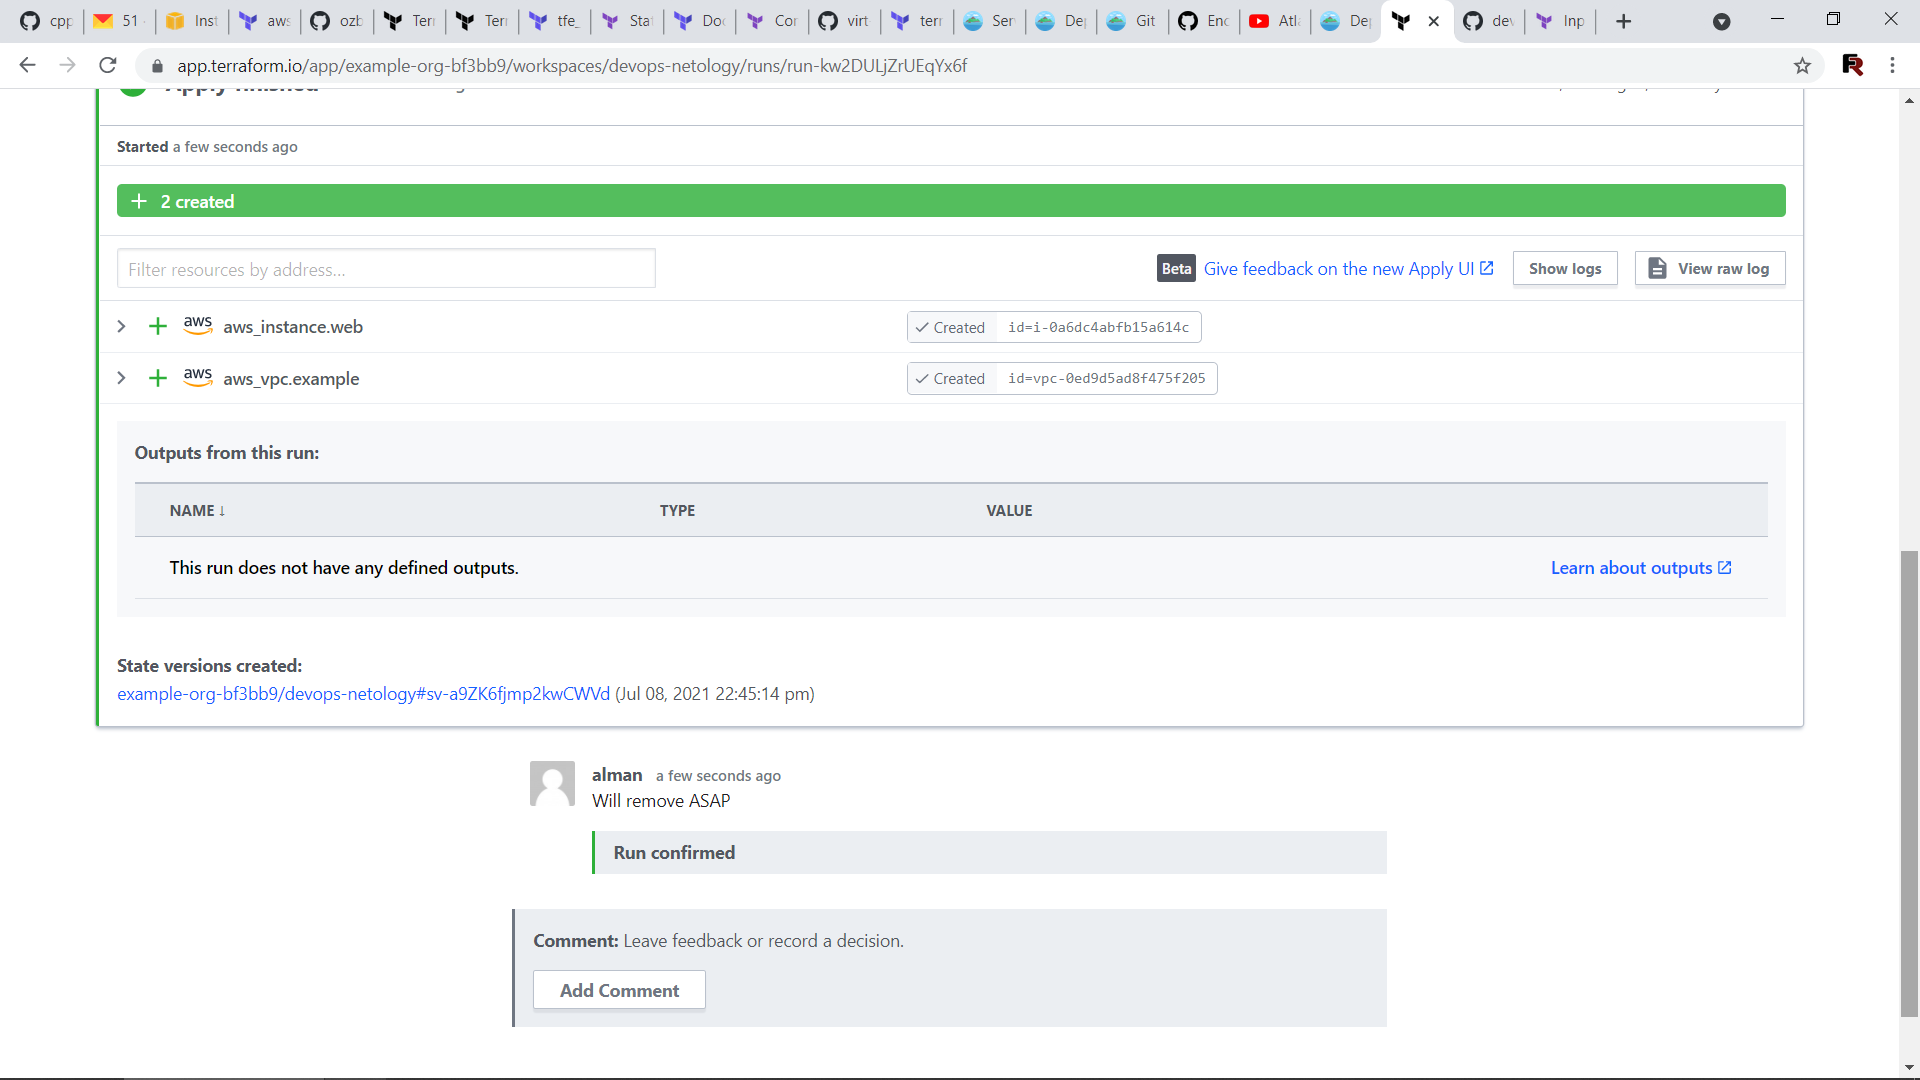 cpp
51
Inst
aws
ozb
Terr
Terr
tfe_
Stat
Doc
Cor
virt
terr
Ser
Dep
Git
Enc
Atla
Dep
dev
Inp
app.terraform.io/app/example-org-bf3bb9/workspaces/devops-netology/runs/run-kw2DULjZrUEqYx6f
Apply finished
Started a few seconds ago
2 created
Filter resources by address...
Beta
Give feedback on the new Apply UI
Show logs
View raw log
aws aws_instance.web
Created id=i-0a6dc4abfb15a614c
aws aws_vpc.example
Created id=vpc-0ed9d5ad8f475f205
Outputs from this run:
NAME ↓ TYPE VALUE
This run does not have any defined outputs.
Learn about outputs
State versions created:
example-org-bf3bb9/devops-netology#sv-a9ZK6fjmp2kwCWVd (Jul 08, 2021 22:45:14 pm)
alman a few seconds ago
Will remove ASAP
Run confirmed
Comment: Leave feedback or record a decision.
Add Comment